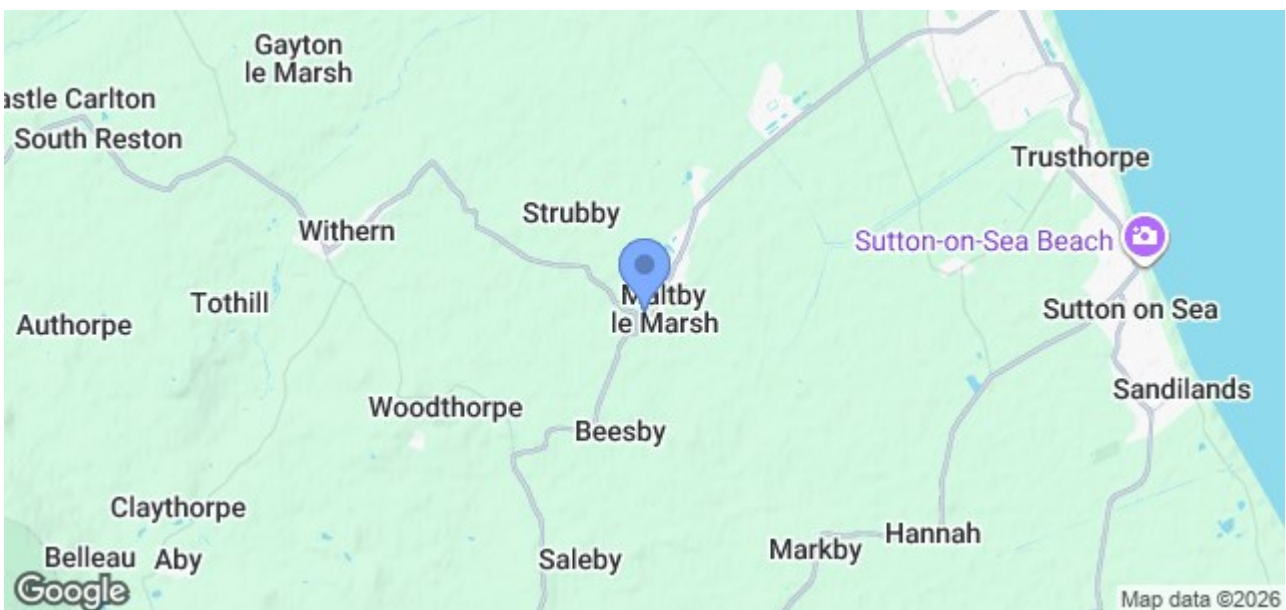 Gayton
le Marsh
astle Carlton
South Reston
Trusthorpe
Strubby
Withern
Sutton-on-Sea Beach
Tothill
Maltby
le Marsh
Authorpe
Sutton on Sea
Sandilands
Woodthorpe
Beesby
Claythorpe
Hannah
Markby
Belleau
Aby
Saleby
Google
Map data ©2026